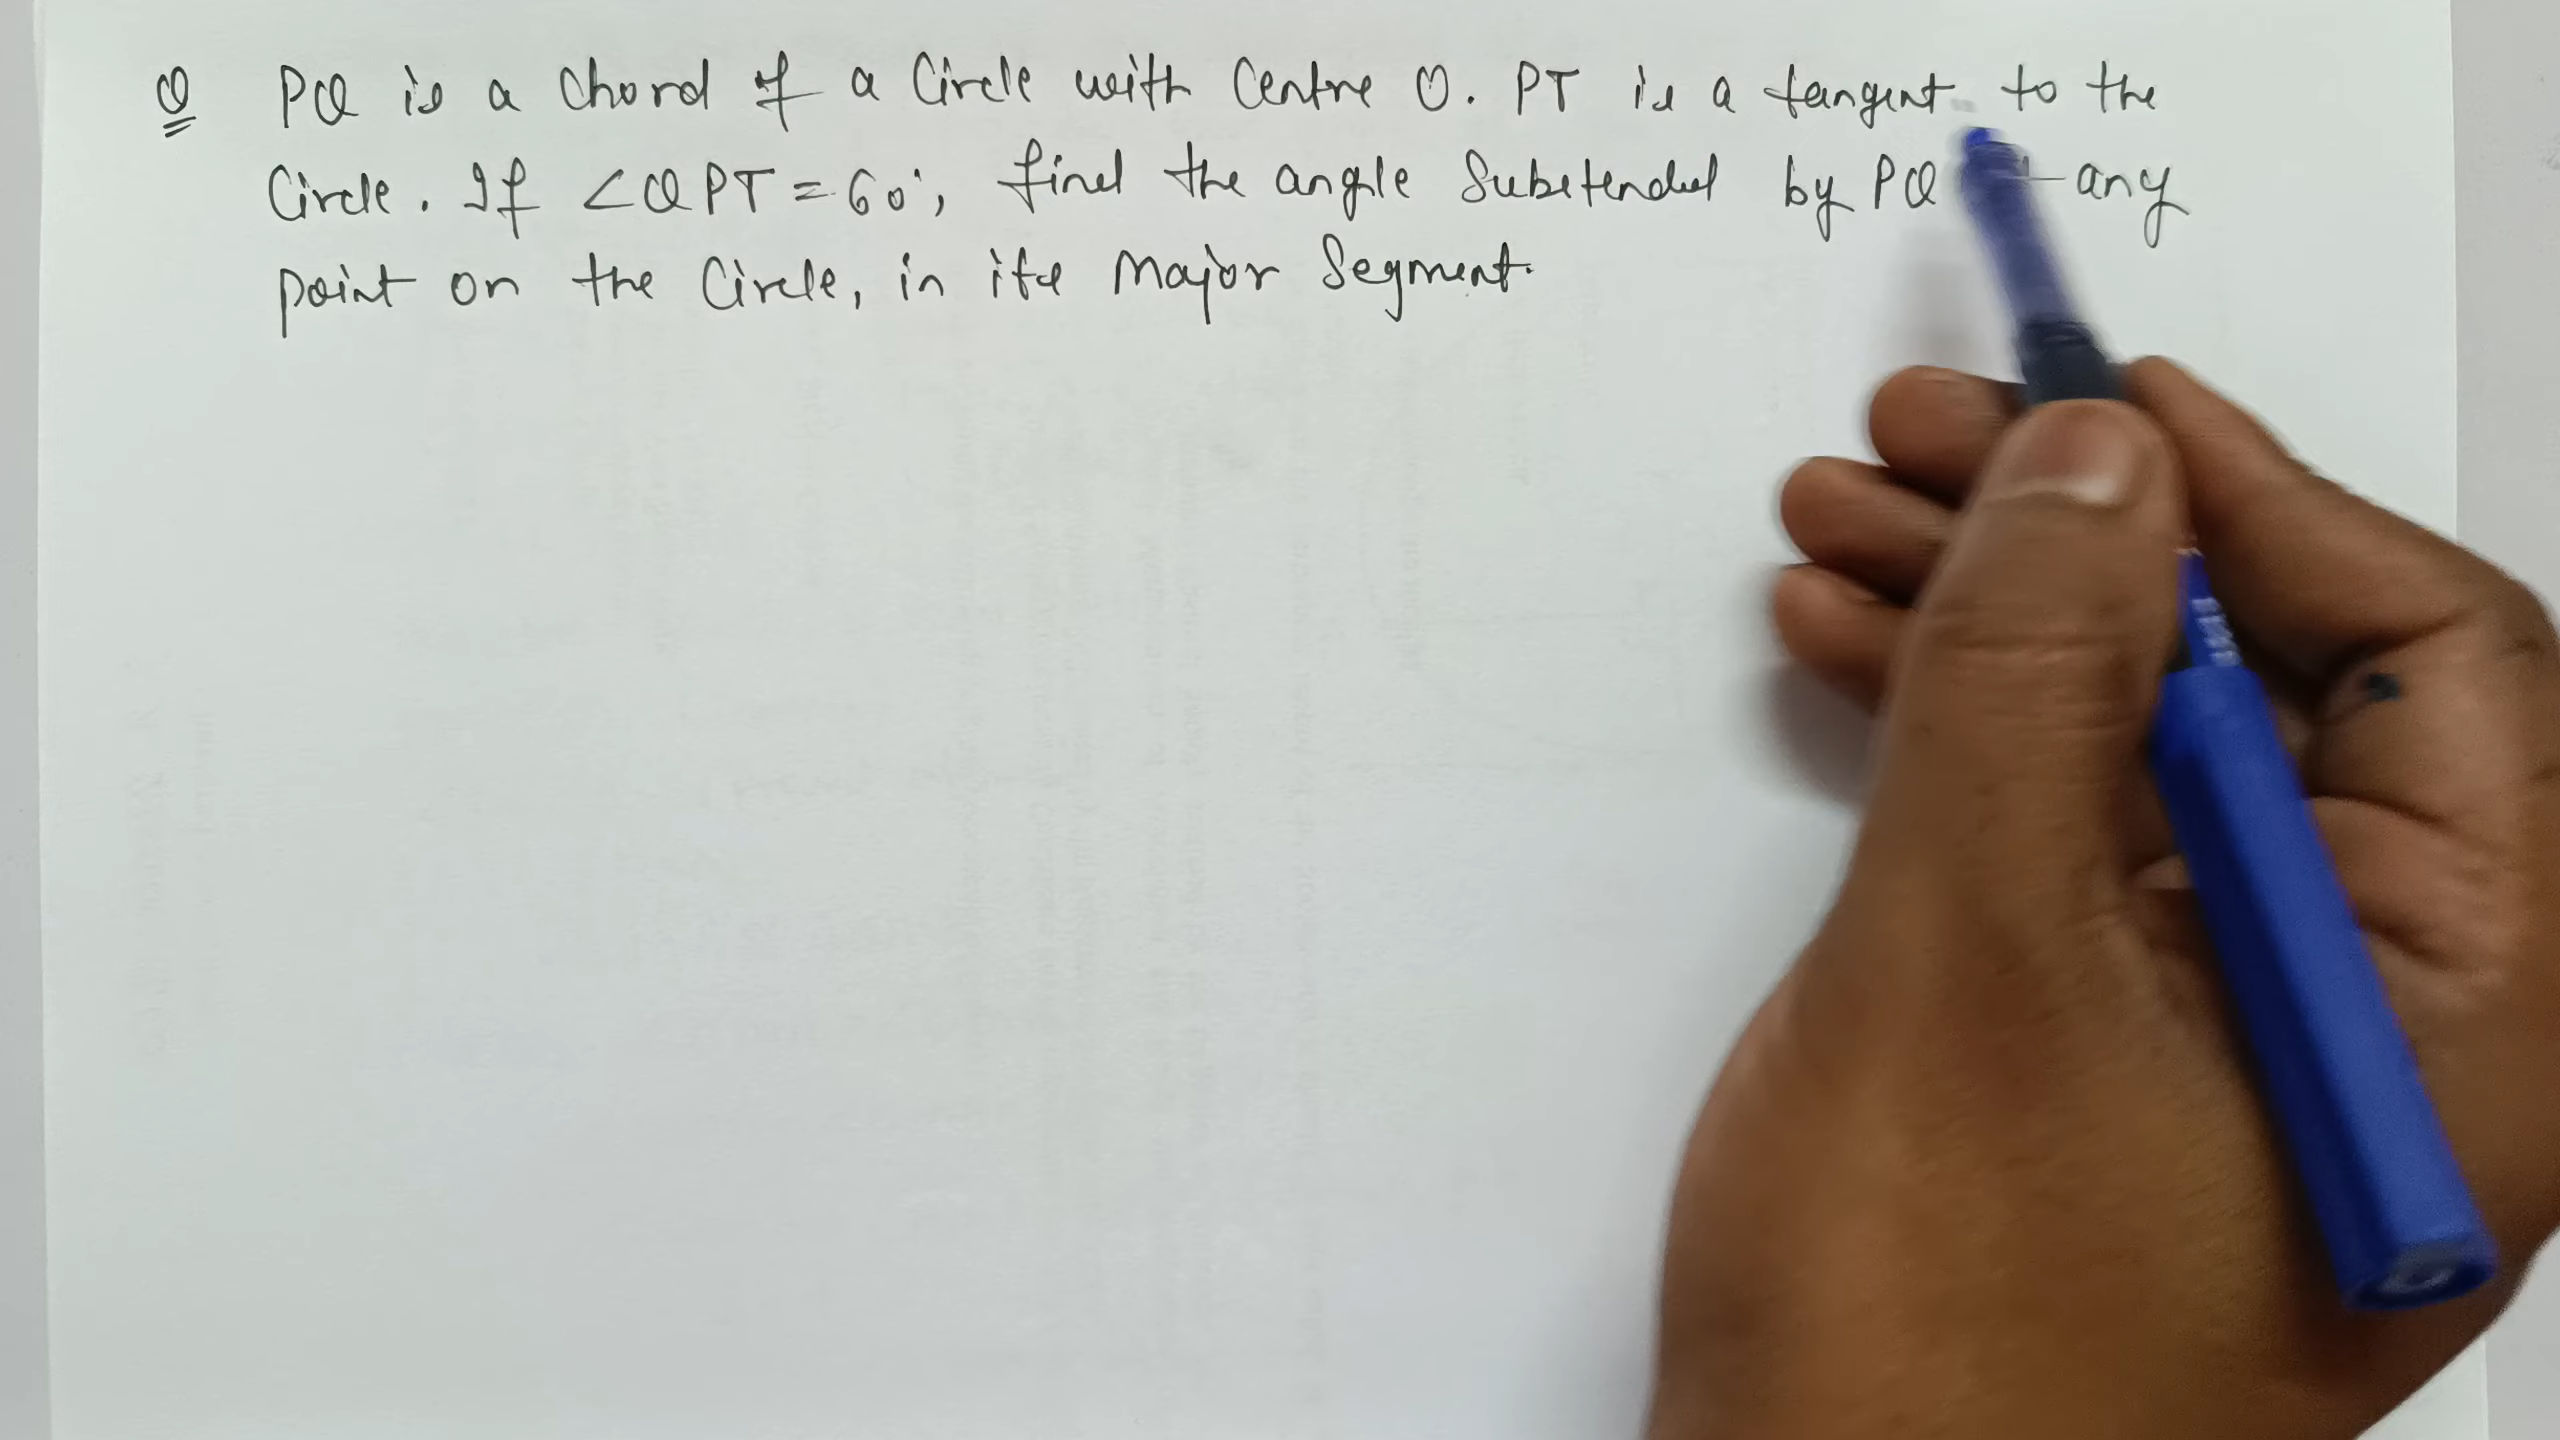 Q PQ is a chord of a Circle with Centre O. PT is a tangent to the
Circle. If ∠QPT = 60°, find the angle Subetended by PQ any
point on the Circle, in its Major Segment.